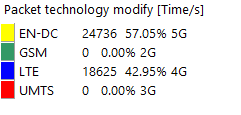 Packet technology modify [Time/s]
EN-DC 24736 57.05% 5G
GSM 0 0.00% 2G
LTE 18625 42.95% 4G
UMTS 0 0.00% 3G